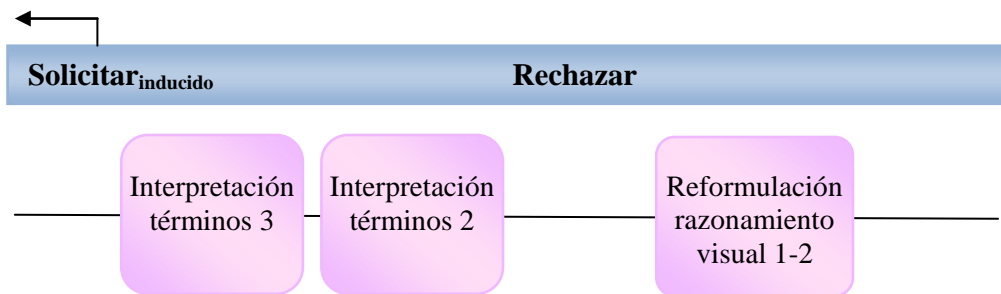 Solicitarinducido Rechazar
Interpretación
términos 3
Interpretación
términos 2
Reformulación
razonamiento
visual 1-2